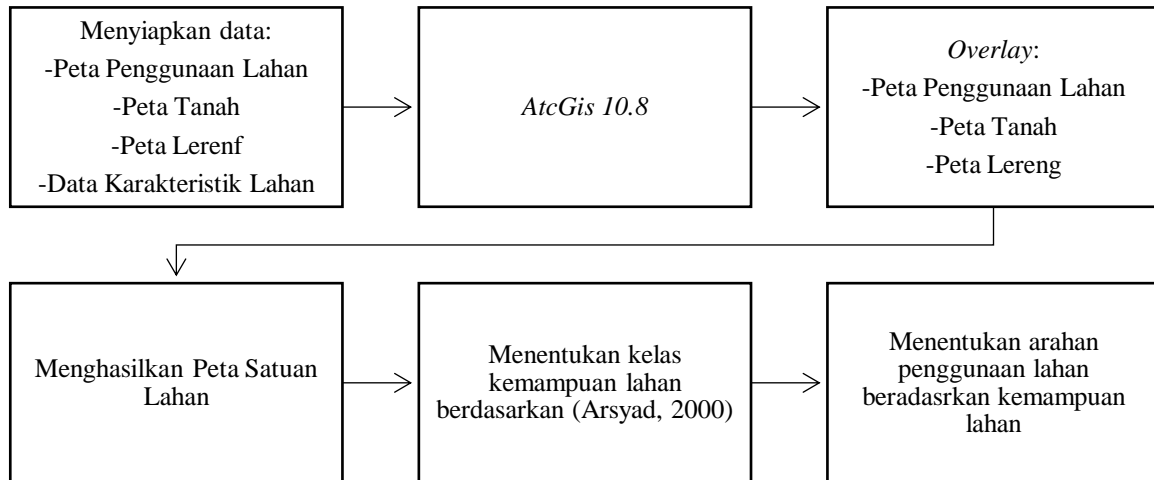 Menyiapkan data:
-Peta Penggunaan Lahan
-Peta Tanah
-Peta Lerenf
-Data Karakteristik Lahan
AtcGis 10.8
Overlay:
-Peta Penggunaan Lahan
-Peta Tanah
-Peta Lereng
Menghasilkan Peta Satuan
Lahan
Menentukan kelas
kemampuan lahan
berdasarkan (Arsyad, 2000)
Menentukan arahan
penggunaan lahan
beradasrkan kemampuan
lahan